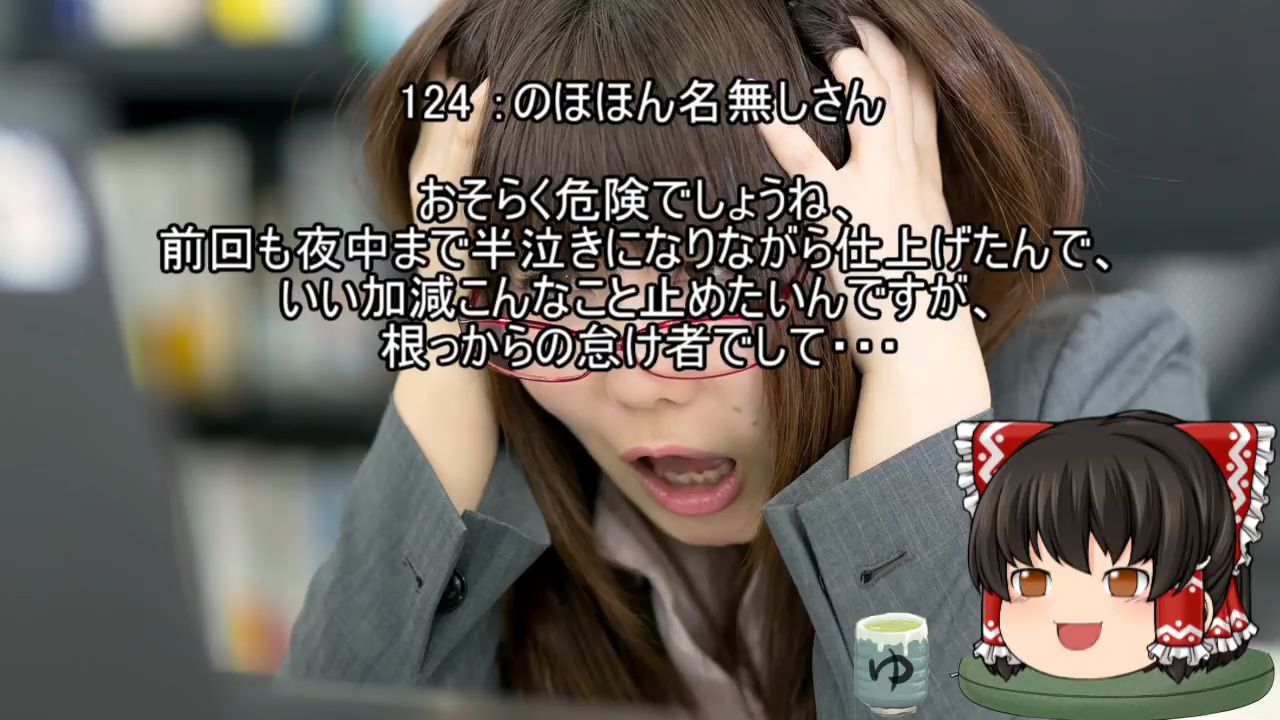 124 :のほほん名無しさん
おそらく危険でしょうね、
前回も夜中まで半泣きになりながら仕上げたんで、
いい加減こんなこと止めたいんですが、
根っからの怠け者でして・・・
ゆ